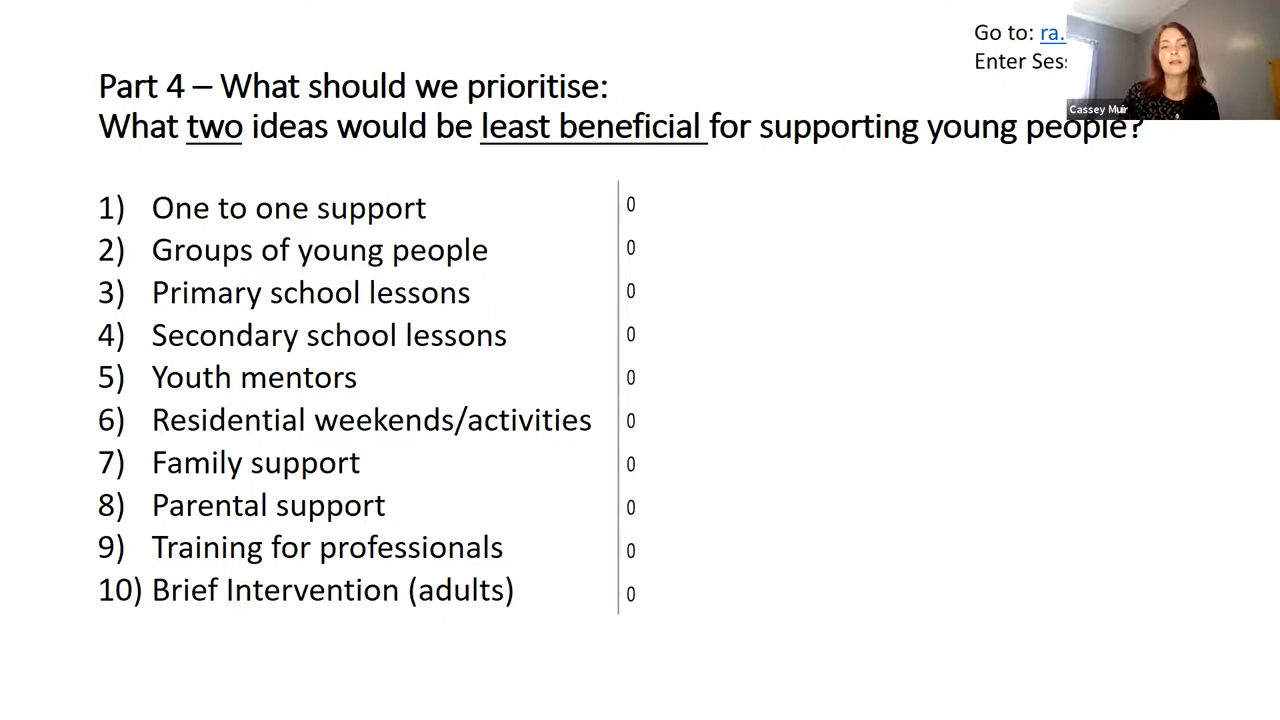 Go to: ra.
Enter Ses
Cassey Muir
Part 4 – What should we prioritise:
What two ideas would be least beneficial for supporting young people?
1) One to one support 0
2) Groups of young people 0
3) Primary school lessons 0
4) Secondary school lessons 0
5) Youth mentors 0
6) Residential weekends/activities 0
7) Family support 0
8) Parental support 0
9) Training for professionals 0
10) Brief Intervention (adults) 0